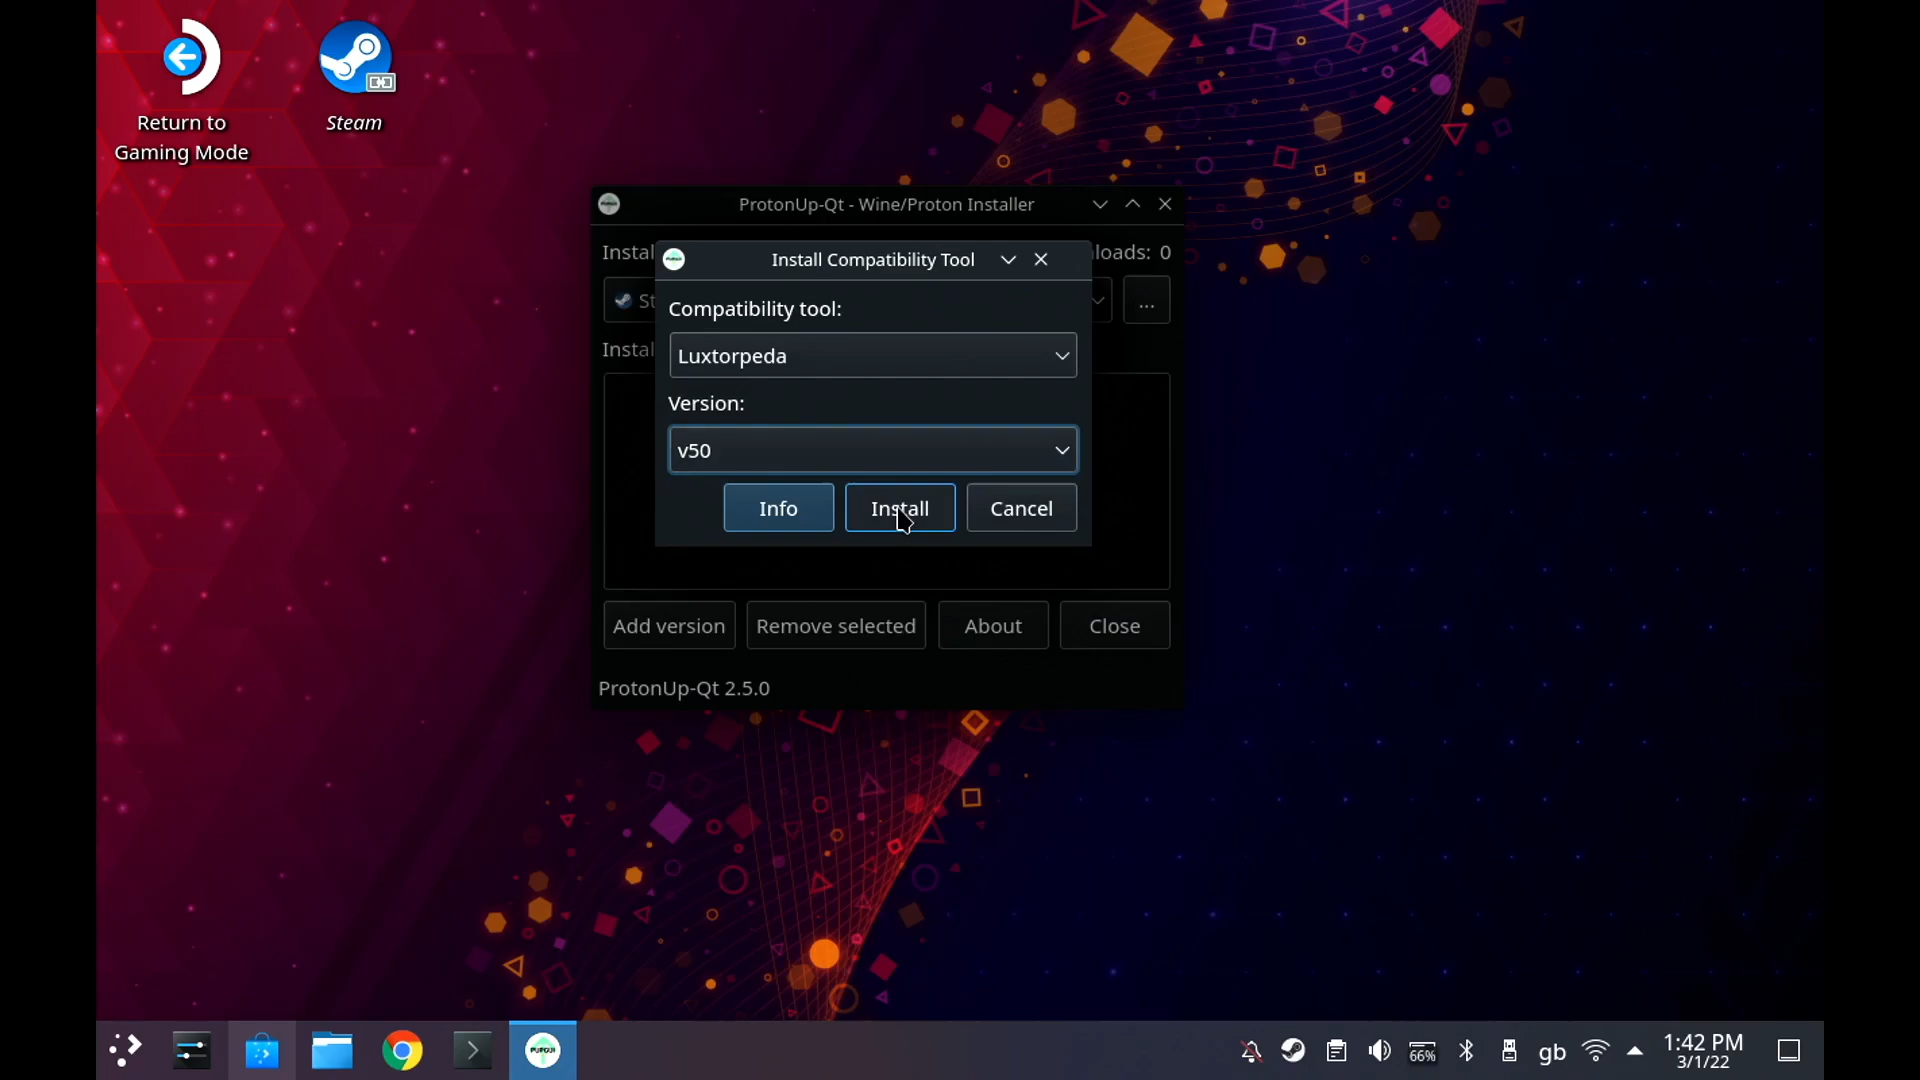 Return to
Gaming Mode
Steam
ProtonUp-Qt - Wine/Proton Installer
Instal
loads: 0
Install Compatibility Tool
St
...
Compatibility tool:
Instal
Luxtorpeda
Version:
v50
Info
Install
Cancel
Add version
Remove selected
About
Close
ProtonUp-Qt 2.5.0
PUPGUI
66%
gb
1:42 PM
3/1/22